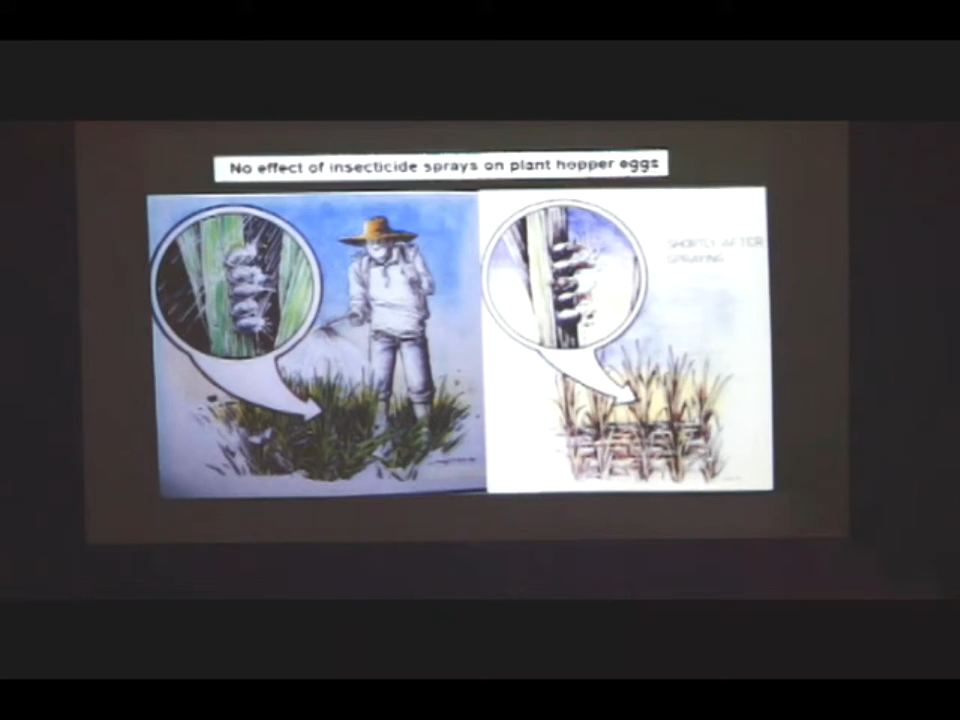 No effect of insecticide sprays on plant hopper eggs
SHORTLY AFTER
SPRAYING